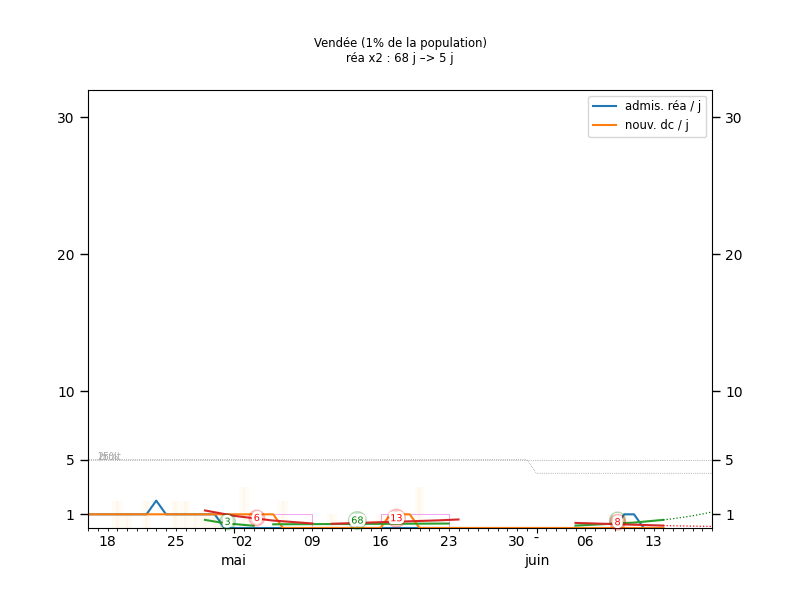 Vendée (1% de la population)
réa x2 : 68 j –> 5 j
admis. réa / j
nouv. dc / j
30 30
20 20
10 10
5 5
1 1
3 6 68 13 8
18 25 02 09 16 23 30 06 13
mai juin